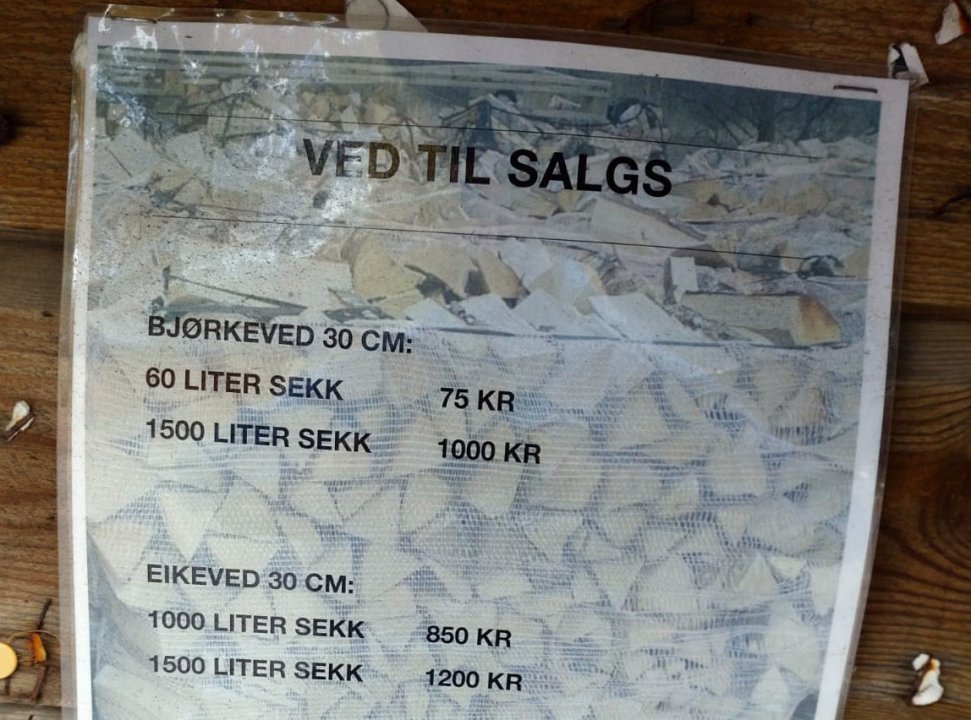 VED TIL SALGS
BJØRKEVED 30 CM:
60 LITER SEKK 75 KR
1500 LITER SEKK 1000 KR
EIKEVED 30 CM:
1000 LITER SEKK 850 KR
1500 LITER SEKK 1200 KR